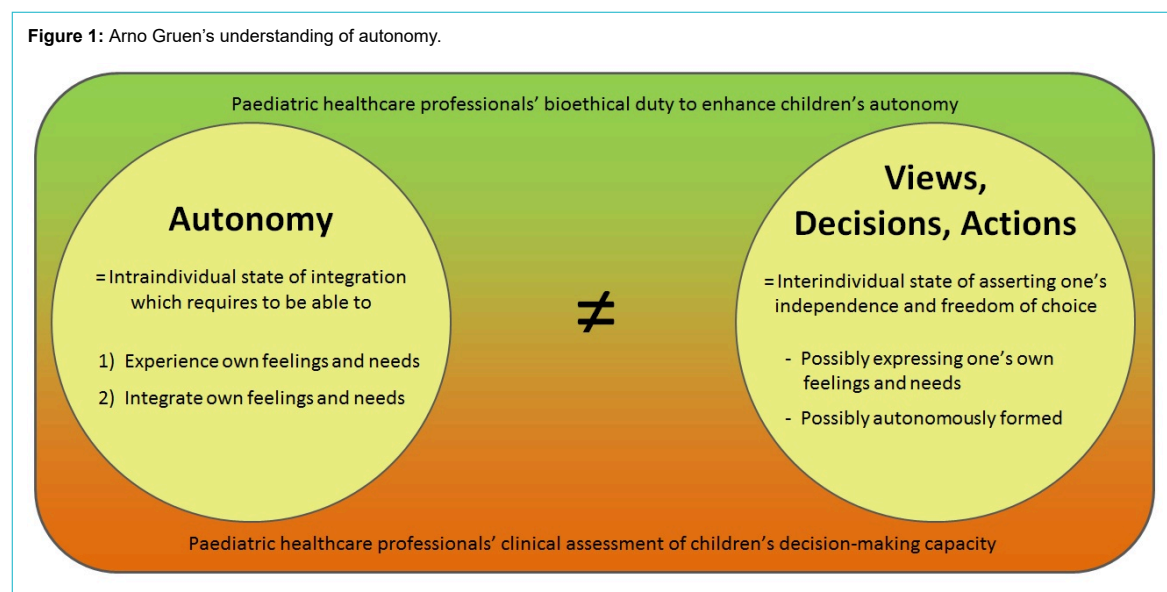 Figure 1: Arno Gruen’s understanding of autonomy.
Paediatric healthcare professionals’ bioethical duty to enhance children’s autonomy
Autonomy
= Intraindividual state of integration
which requires to be able to
1) Experience own feelings and needs
2) Integrate own feelings and needs
≠
Views,
Decisions, Actions
= Interindividual state of asserting one’s
independence and freedom of choice
- Possibly expressing one’s own
feelings and needs
- Possibly autonomously formed
Paediatric healthcare professionals’ clinical assessment of children’s decision-making capacity